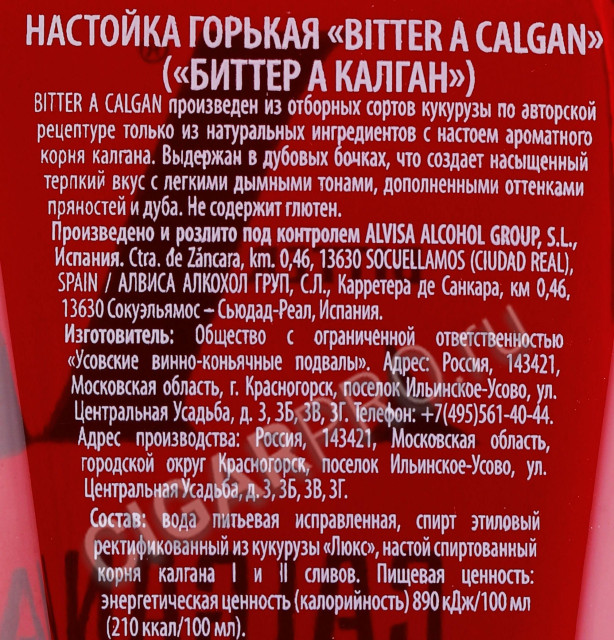 НАСТОЙКА ГОРЬКАЯ «BITTER A CALGAN»
(«БИТТЕР А КАЛГАН»)
BITTER A CALGAN произведен из отборных сортов кукурузы по авторской
рецептуре только из натуральных ингредиентов с настоем ароматного
корня калгана. Выдержан в дубовых бочках, что создает насыщенный
терпкий вкус с легкими дымными тонами, дополненными оттенками
пряностей и дуба. Не содержит глютен.
Произведено и розлито под контролем ALVISA ALCOHOL GROUP, S.L.,
Испания. Ctra. de Záncara, km. 0,46, 13630 SOCUELLAMOS (CIUDAD REAL),
SPAIN / АЛВИСА АЛКОХОЛ ГРУП, С.Л., Карретера де Санкара, км 0,46,
13630 Сокуэльямос – Сьюдад-Реал, Испания.
Изготовитель: Общество с ограниченной ответственностью
«Усовские винно-коньячные подвалы». Адрес: Россия, 143421,
Московская область, г. Красногорск, поселок Ильинское-Усово, ул.
Центральная Усадьба, д. 3, 3Б, 3В, 3Г. Телефон: +7(495)561-40-44.
Адрес производства: Россия, 143421, Московская область,
городской округ Красногорск, поселок Ильинское-Усово, ул.
Центральная Усадьба, д. 3, 3Б, 3В, 3Г.
Состав: вода питьевая исправленная, спирт этиловый
ректификованный из кукурузы «Люкс», настой спиртованный
корня калгана I и II сливов. Пищевая ценность:
энергетическая ценность (калорийность) 890 кДж/100 мл
(210 ккал/100 мл).
CIGARPRO.ru